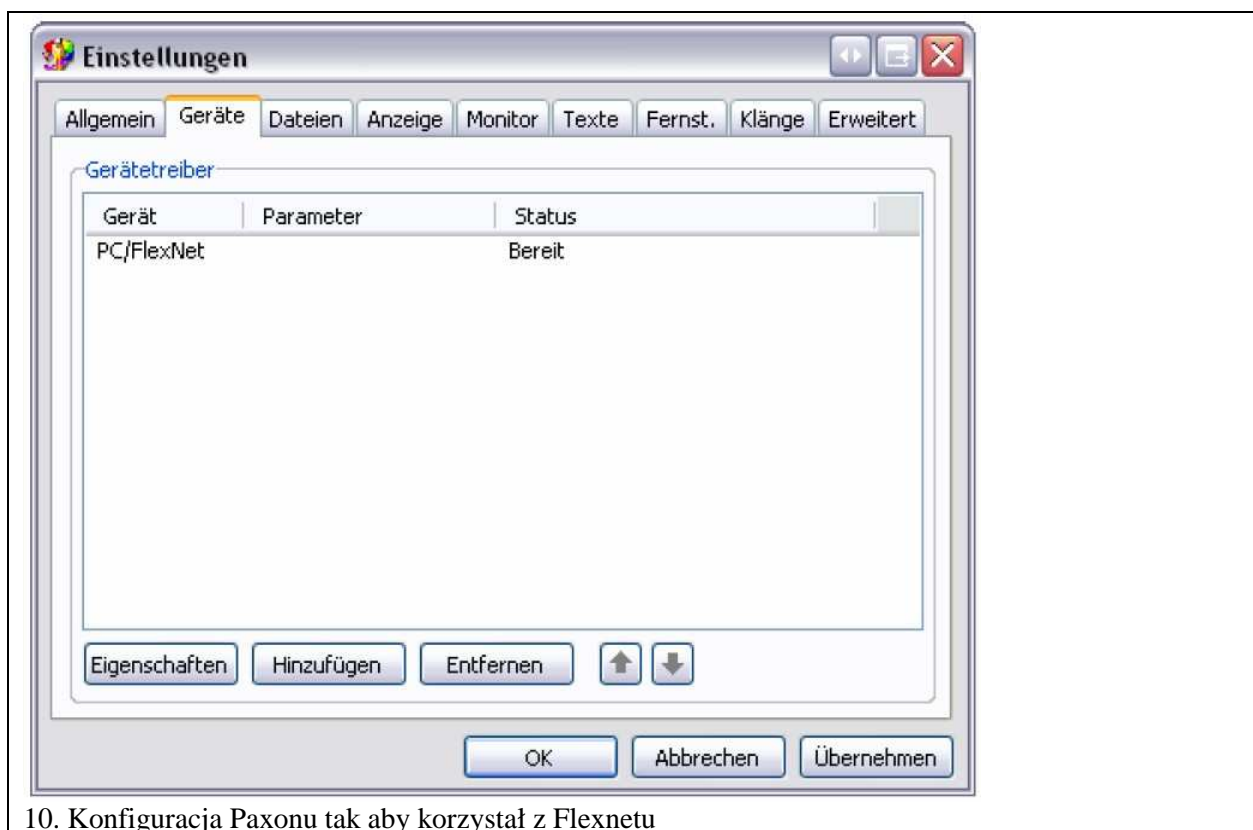 Einstellungen
Allgemein Geräte Dateien Anzeige Monitor Texte Fernst. Klänge Erweitert
Gerätetreiber
Gerät Parameter Status
PC/FlexNet Bereit
Eigenschaften Hinzufügen Entfernen
OK Abbrechen Übernehmen
10. Konfiguracja Paxonu tak aby korzystał z Flexnetu